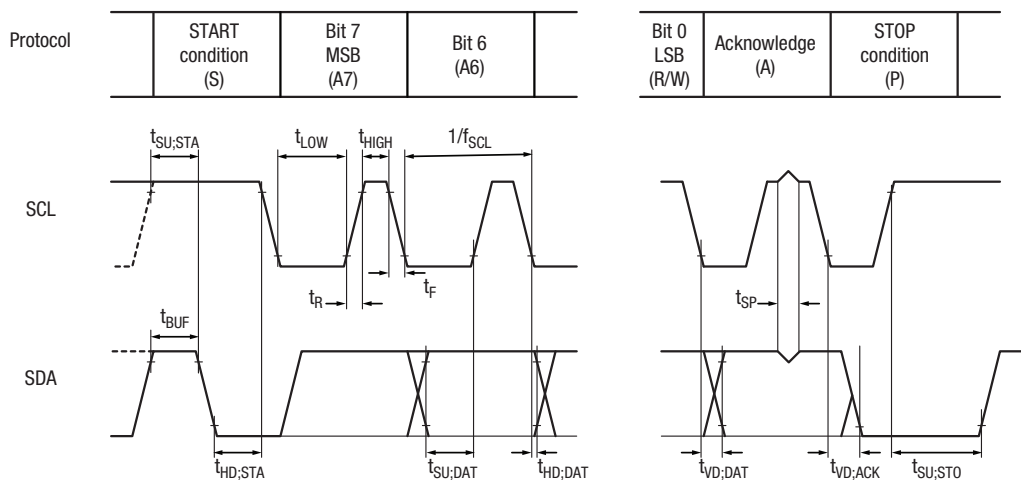 Protocol
START
condition
(S)
Bit 7
MSB
(A7)
Bit 6
(A6)
Bit 0
LSB
(R/W)
Acknowledge
(A)
STOP
condition
(P)
tSU;STA
tLOW
tHIGH
1/fSCL
SCL
tR
tF
tSP
tBUF
SDA
tHD;STA
tSU;DAT
tHD;DAT
tVD;DAT
tVD;ACK
tSU;STO